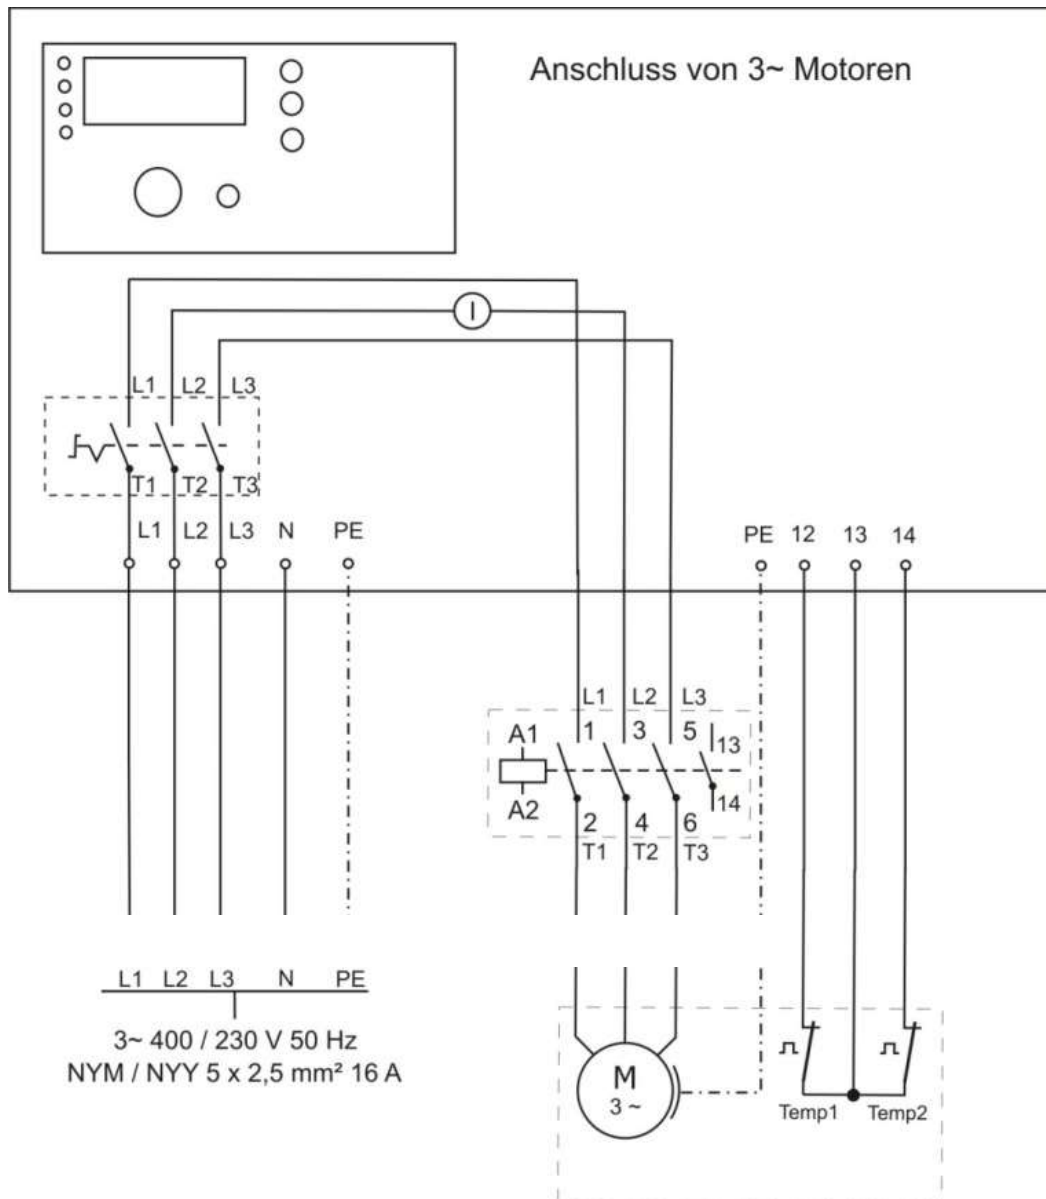 Anschluss von 3~ Motoren
I
L1 L2 L3
T1 T2 T3
L1 L2 L3 N PE
PE 12 13 14
L1 L2 L3
A1 1 3 5 13
A2 2 4 6 14
T1 T2 T3
L1 L2 L3 N PE
3~ 400 / 230 V 50 Hz
NYM / NYY 5 x 2,5 mm² 16 A
M
3 ~
Temp1 Temp2